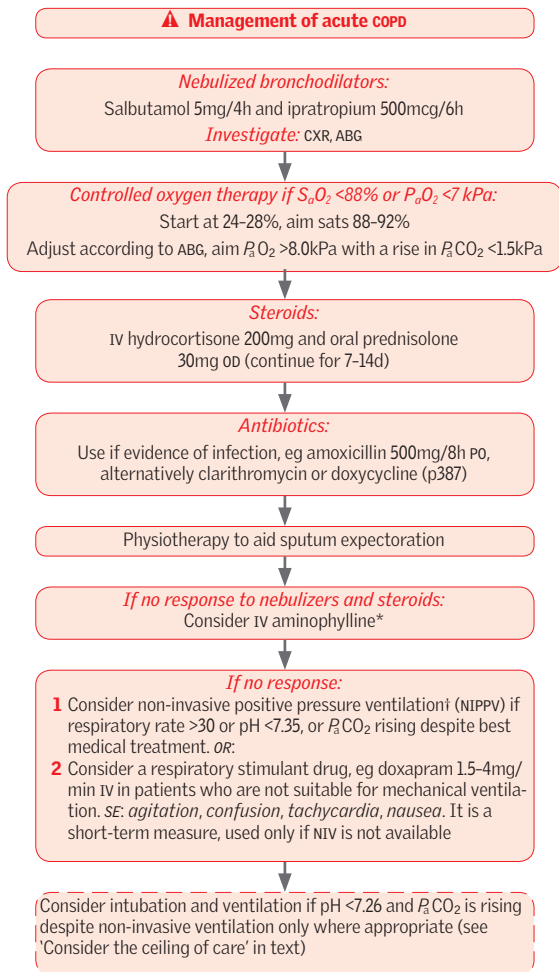 ⚠ Management of acute COPD
Nebulized bronchodilators:
Salbutamol 5mg/4h and ipratropium 500mcg/6h
Investigate: CXR, ABG
Controlled oxygen therapy if SaO2 <88% or PaO2 <7 kPa:
Start at 24–28%, aim sats 88–92%
Adjust according to ABG, aim PaO2 >8.0kPa with a rise in PaCO2 <1.5kPa
Steroids:
IV hydrocortisone 200mg and oral prednisolone
30mg OD (continue for 7–14d)
Antibiotics:
Use if evidence of infection, eg amoxicillin 500mg/8h PO,
alternatively clarithromycin or doxycycline (p387)
Physiotherapy to aid sputum expectoration
If no response to nebulizers and steroids:
Consider IV aminophylline*
If no response:
1 Consider non-invasive positive pressure ventilation† (NIPPV) if
respiratory rate >30 or pH <7.35, or PaCO2 rising despite best
medical treatment. OR:
2 Consider a respiratory stimulant drug, eg doxapram 1.5–4mg/
min IV in patients who are not suitable for mechanical ventila-
tion. SE: agitation, confusion, tachycardia, nausea. It is a
short-term measure, used only if NIV is not available
Consider intubation and ventilation if pH <7.26 and PaCO2 is rising
despite non-invasive ventilation only where appropriate (see
'Consider the ceiling of care' in text)